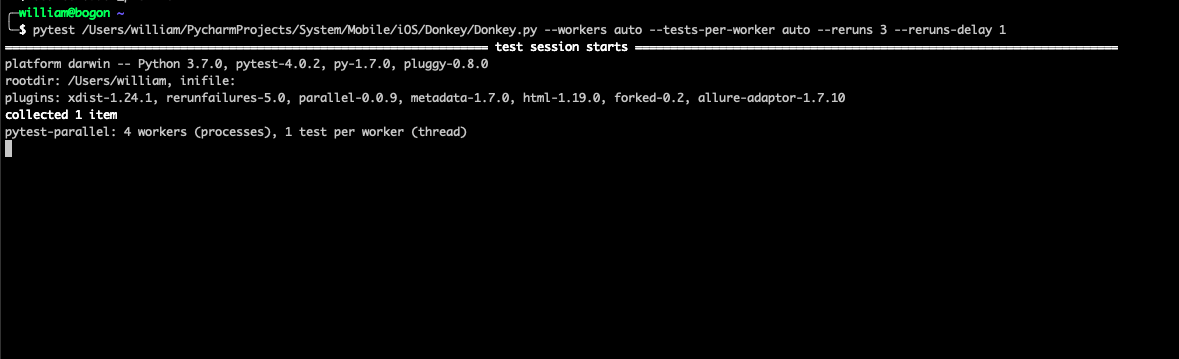 william@bogon ~
$ pytest /Users/william/PycharmProjects/System/Mobile/iOS/Donkey/Donkey.py --workers auto --tests-per-worker auto --reruns 3 --reruns-delay 1
test session starts
platform darwin -- Python 3.7.0, pytest-4.0.2, py-1.7.0, pluggy-0.8.0
rootdir: /Users/william, inifile:
plugins: xdist-1.24.1, rerunfailures-5.0, parallel-0.0.9, metadata-1.7.0, html-1.19.0, forked-0.2, allure-adaptor-1.7.10
collected 1 item
pytest-parallel: 4 workers (processes), 1 test per worker (thread)